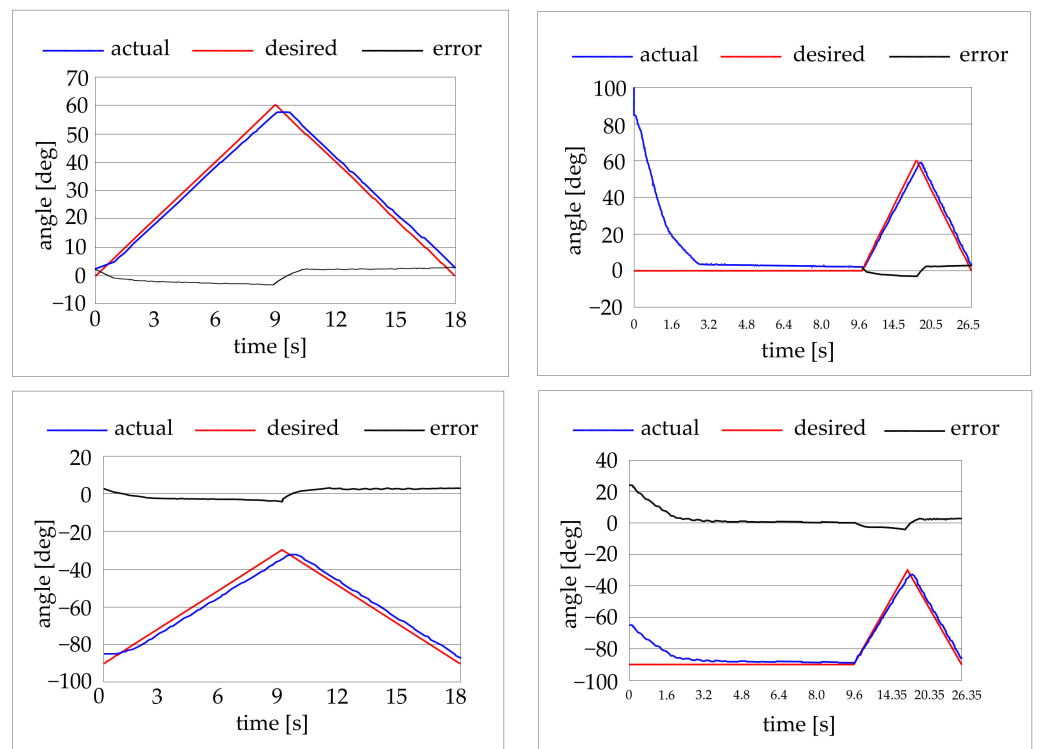 actual desired error
70
60
50
40
30
20
10
0
−10
angle [deg]
0 3 6 9 12 15 18
time [s]
actual desired error
100
80
60
40
20
0
−20
angle [deg]
0 1.6 3.2 4.8 6.4 8.0 9.6 14.5 20.5 26.5
time [s]
actual desired error
20
0
−20
−40
−60
−80
−100
angle [deg]
0 3 6 9 12 15 18
time [s]
actual desired error
40
20
0
−20
−40
−60
−80
−100
angle [deg]
0 1.6 3.2 4.8 6.4 8.0 9.6 14.35 20.35 26.35
time [s]